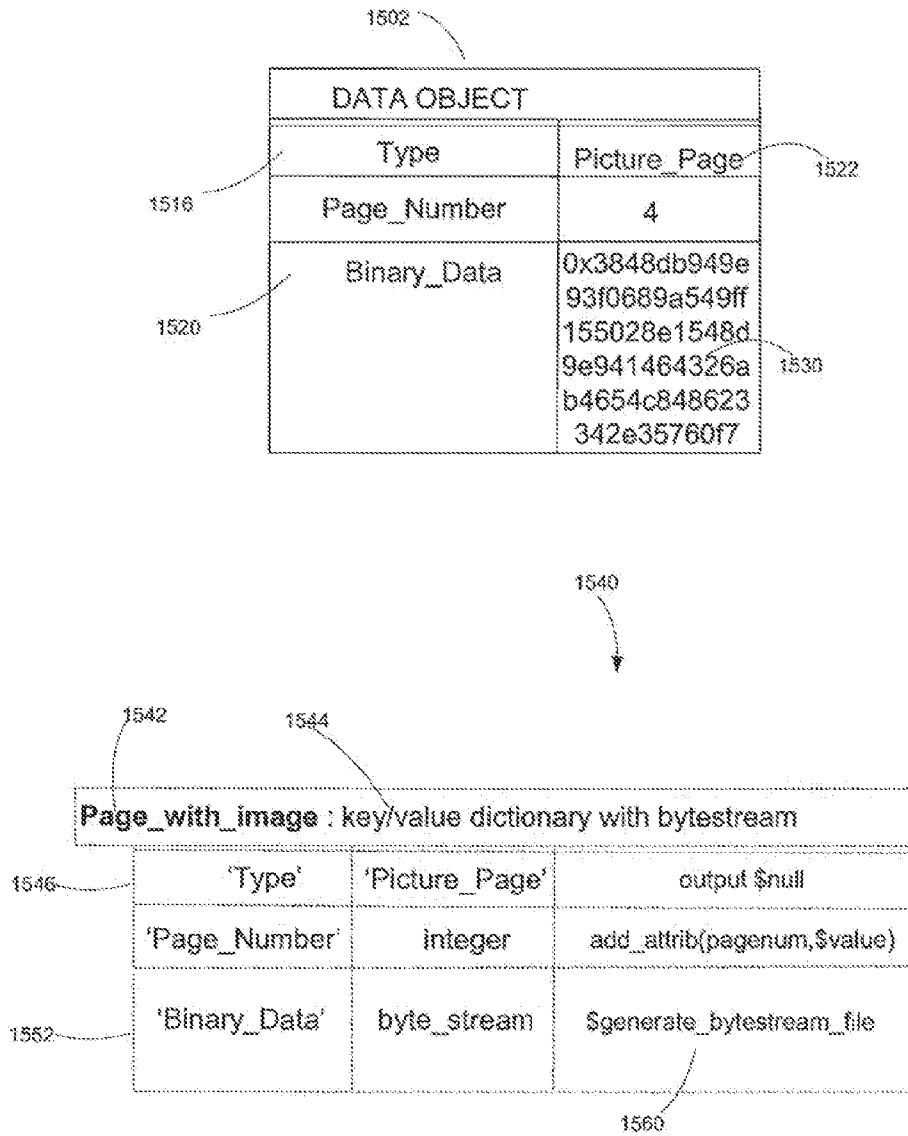 1502
DATA OBJECT
Type Picture_Page
1522
1516
Page_Number 4
Binary_Data 0x3848db949e
93f0689a549ff
1520
155028e1548d
9e941464326a
1530
b4654c848623
342e35760f7
1540
1542
1544
Page_with_image : key/value dictionary with bytestream
1546
'Type' 'Picture_Page' output $null
'Page_Number' integer add_attrib(pagenum,$value)
1552
'Binary_Data' byte_stream $generate_bytestream_file
1560